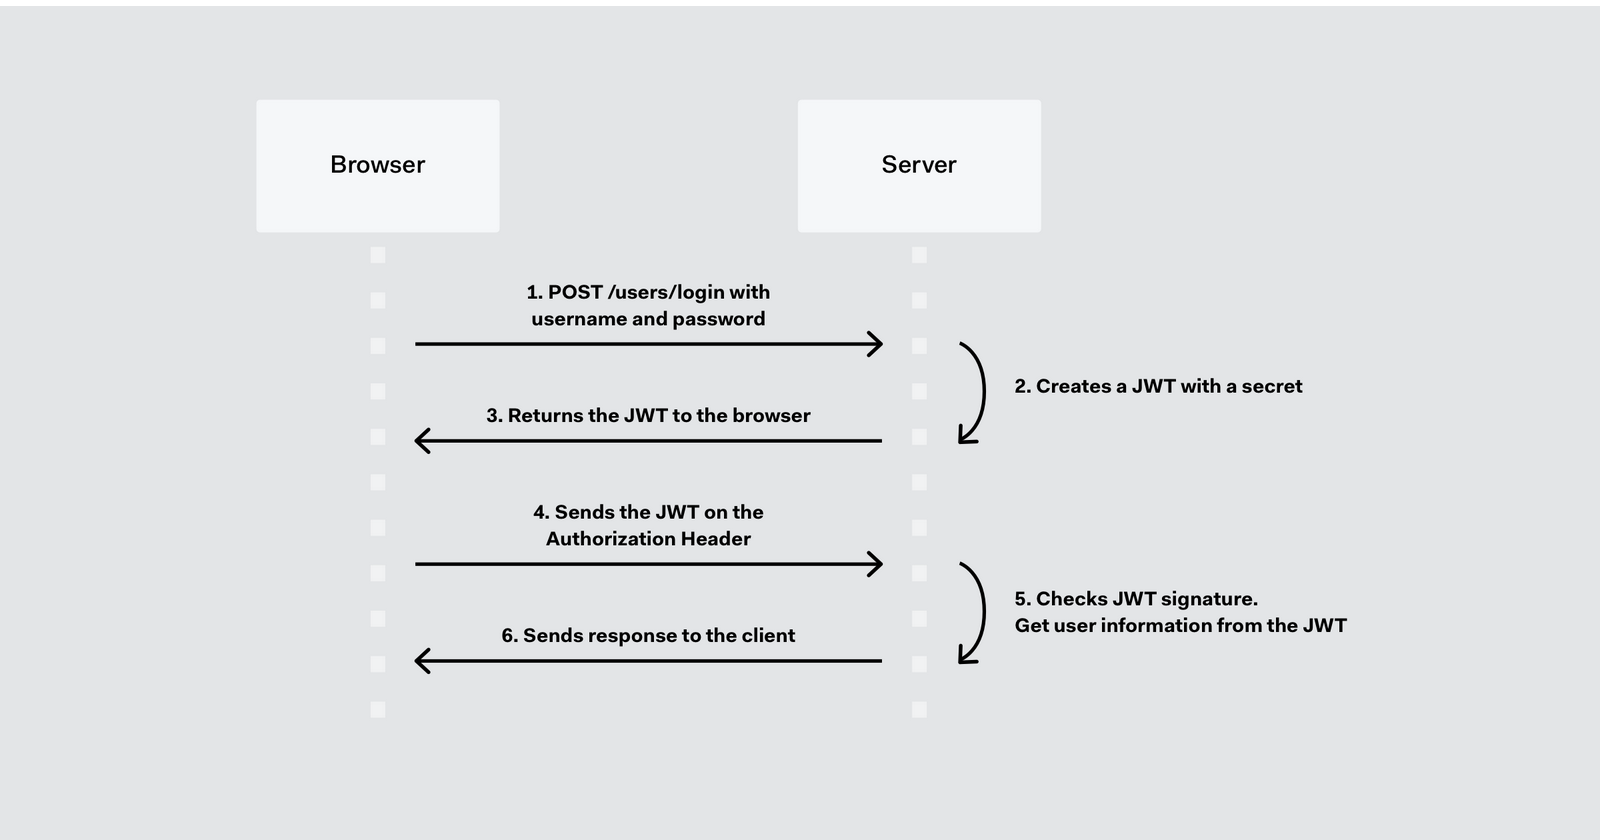 Browser
Server
1. POST /users/login with
username and password
2. Creates a JWT with a secret
3. Returns the JWT to the browser
4. Sends the JWT on the
Authorization Header
5. Checks JWT signature.
Get user information from the JWT
6. Sends response to the client